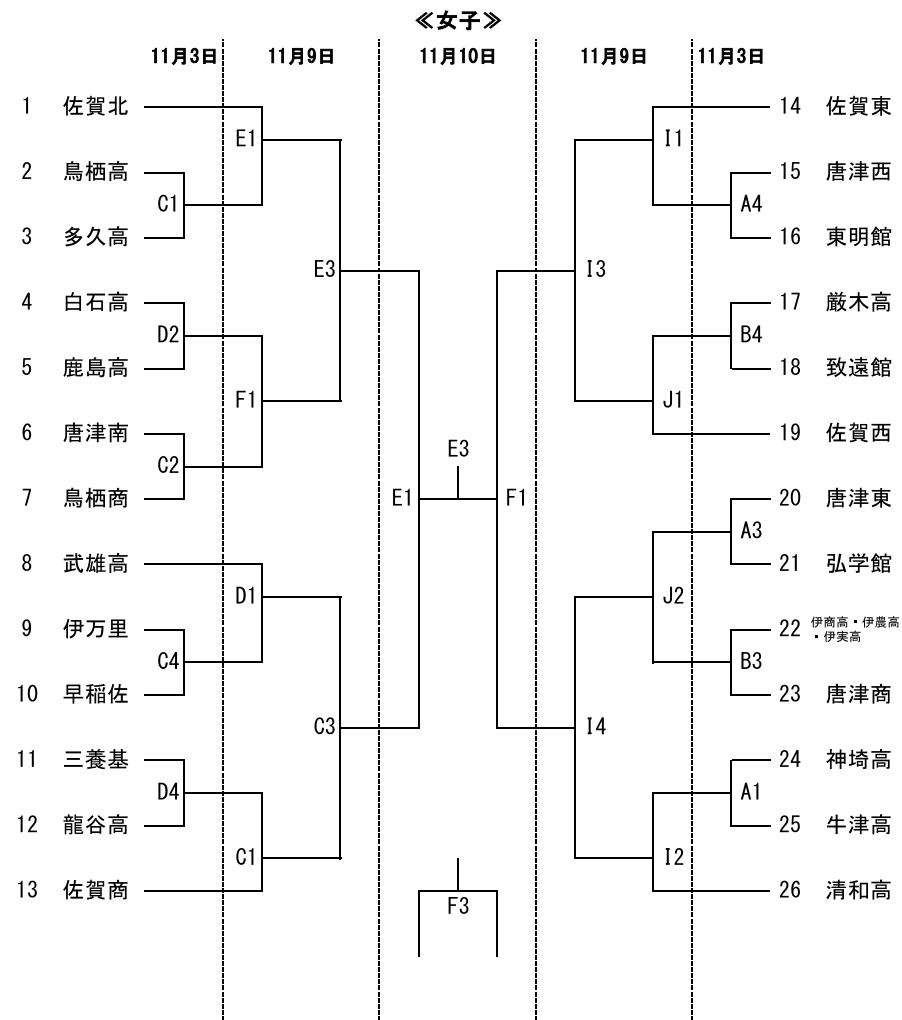 ≪女子≫
11月3日 11月9日 11月10日 11月9日 11月3日
1 佐賀北 14 佐賀東
E1 I1
2 鳥栖高 15 唐津西
C1 A4
3 多久高 16 東明館
E3 I3
4 白石高 17 厳木高
D2 B4
5 鹿島高 18 致遠館
F1 J1
6 唐津南 19 佐賀西
E3
C2
7 鳥栖商 E1 F1 20 唐津東
A3
8 武雄高 21 弘学館
D1 J2
9 伊万里 22 伊商高・伊農高
・伊実高
C4 B3
10 早稲佐 23 唐津商
C3 I4
11 三養基 24 神埼高
D4 A1
12 龍谷高 25 牛津高
C1 I2
13 佐賀商 26 清和高
F3